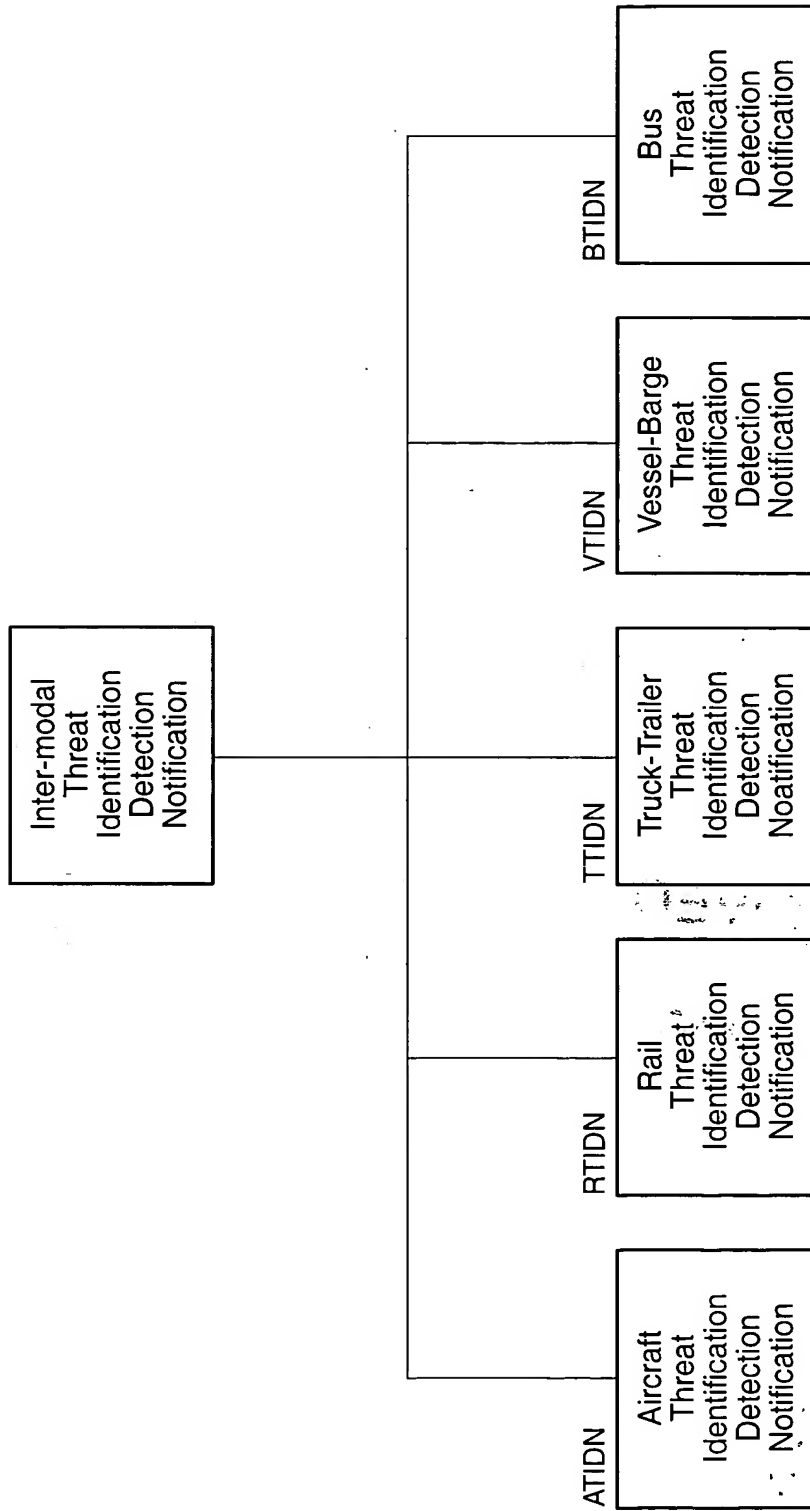 Inter-modal
Threat
Identification
Detection
Notification
ATIDN
Aircraft
Threat
Identification
Detection
Notification
RTIDN
Rail
Threat
Identification
Detection
Notification
TTIDN
Truck-Trailer
Threat
Identification
Detection
Noatification
VTIDN
Vessel-Barge
Threat
Identification
Detection
Notification
BTIDN
Bus
Threat
Identification
Detection
Notification